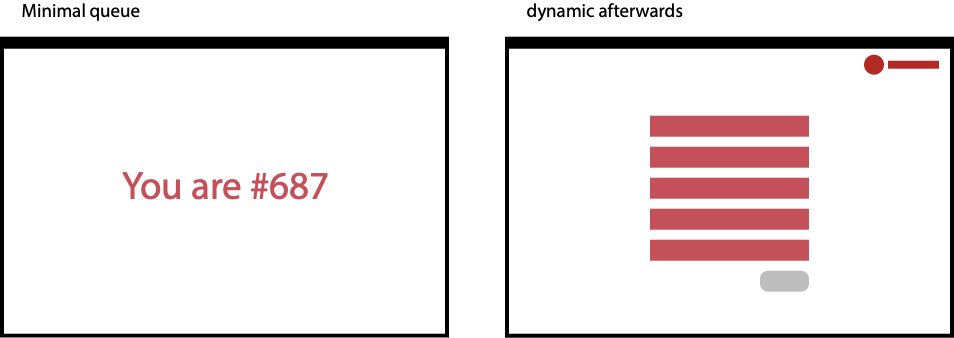 Minimal queue
dynamic afterwards
You are #687